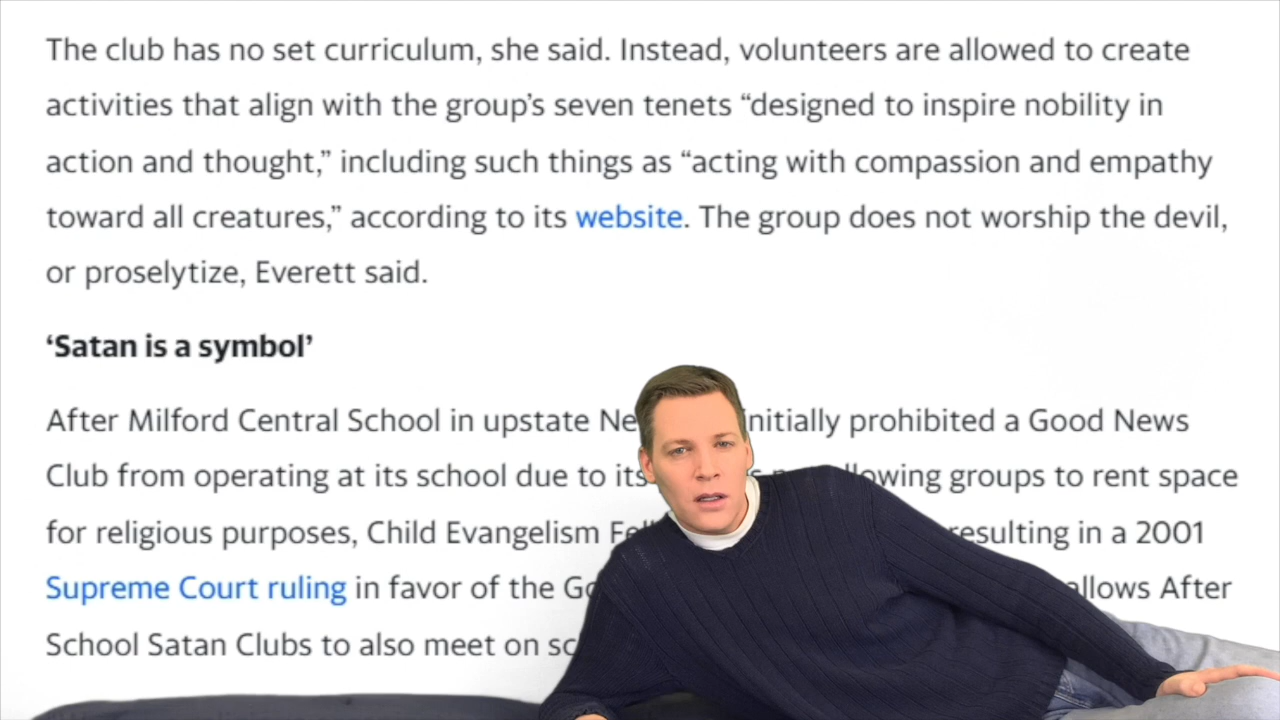 The club has no set curriculum, she said. Instead, volunteers are allowed to create
activities that align with the group’s seven tenets “designed to inspire nobility in
action and thought,” including such things as “acting with compassion and empathy
toward all creatures,” according to its website. The group does not worship the devil,
or proselytize, Everett said.
‘Satan is a symbol’
After Milford Central School in upstate initially prohibited a Good News
Club from operating at its school due to its groups to rent space
for religious purposes, Child Evangelism resulting in a 2001
Supreme Court ruling in favor of the allows After
School Satan Clubs to also meet on